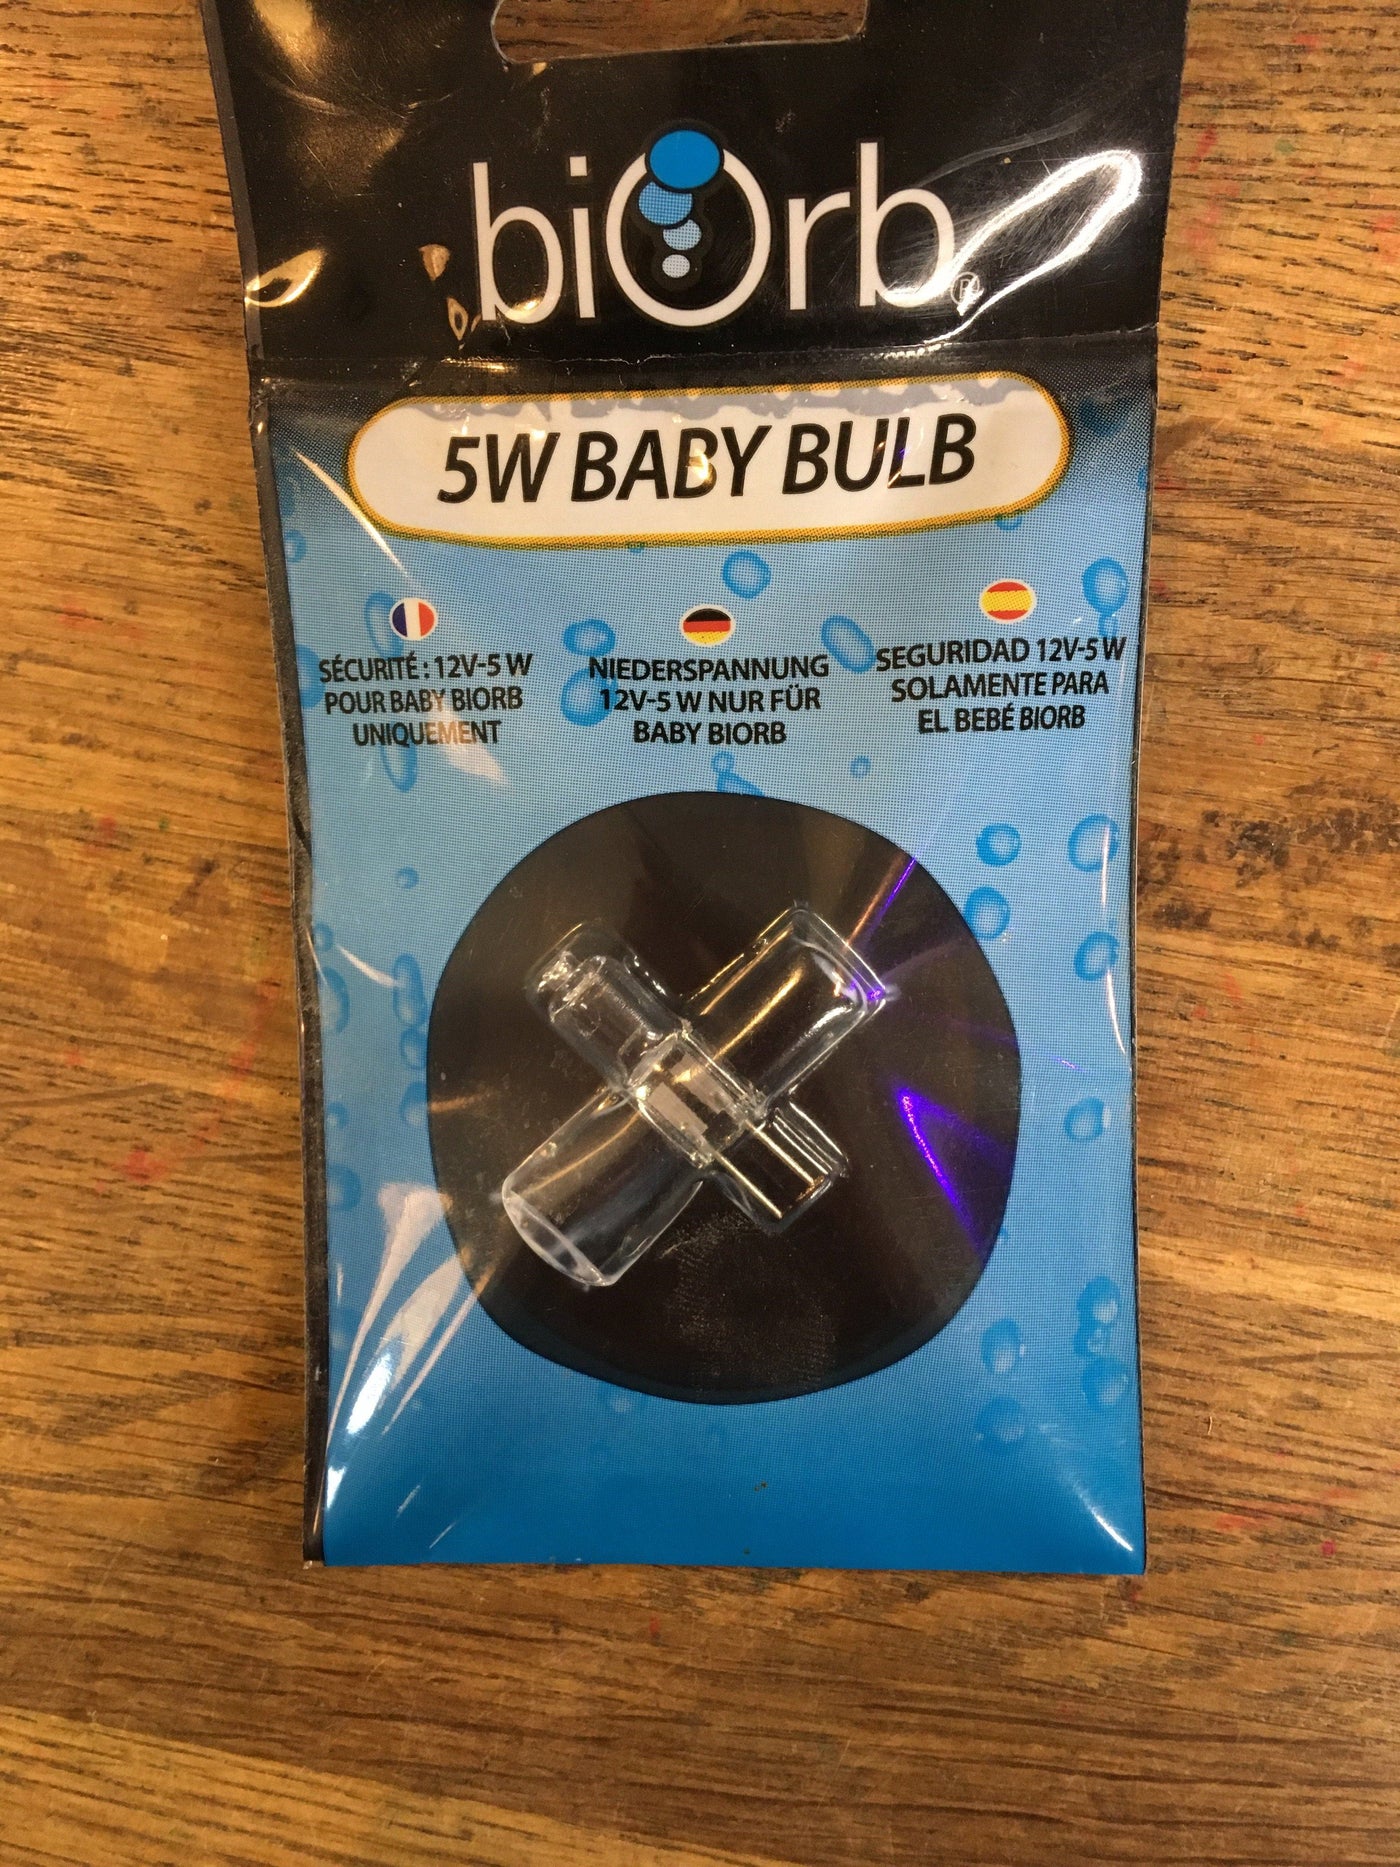 biOrb®
5W BABY BULB
SÉCURITÉ : 12V-5 W
POUR BABY BIORB
UNIQUEMENT
NIEDERSPANNUNG
12V-5 W NUR FÜR
BABY BIORB
SEGURIDAD 12V-5 W
SOLAMENTE PARA
EL BEBÉ BIORB